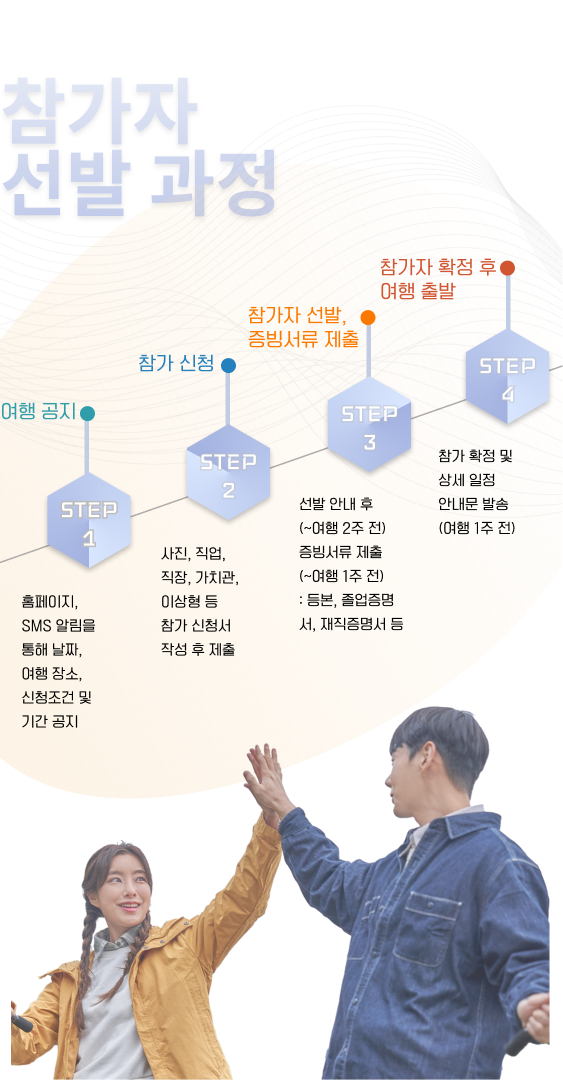 참가자
선발 과정
여행 공지
STEP
1
홈페이지,
SMS 알림을
통해 날짜,
여행 장소,
신청조건 및
기간 공지
참가 신청
STEP
2
사진, 직업,
직장, 가치관,
이상형 등
참가 신청서
작성 후 제출
참가자 선발,
증빙서류 제출
STEP
3
선발 안내 후
(~여행 2주 전)
증빙서류 제출
(~여행 1주 전)
: 등본, 졸업증명
서, 재직증명서 등
참가자 확정 후
여행 출발
STEP
4
참가 확정 및
상세 일정
안내문 발송
(여행 1주 전)